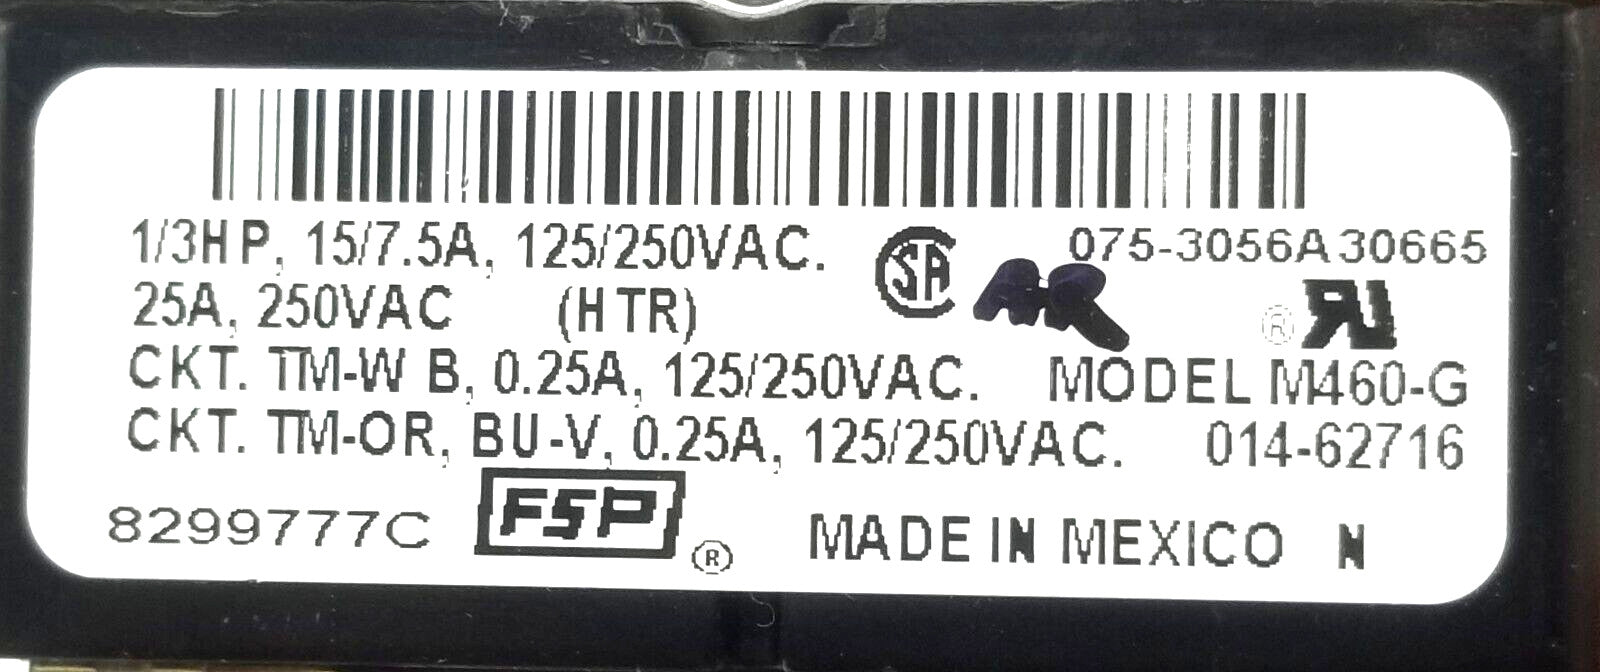 1/3HP, 15/7.5A, 125/250VAC.
075-3056A30665
25A, 250VAC (HTR)
CKT. TM-W B, 0.25A, 125/250VAC. MODEL M460-G
CKT. TM-OR, BU-V, 0.25A, 125/250VAC. 014-62716
8299777C FSP ® MADE IN MEXICO N